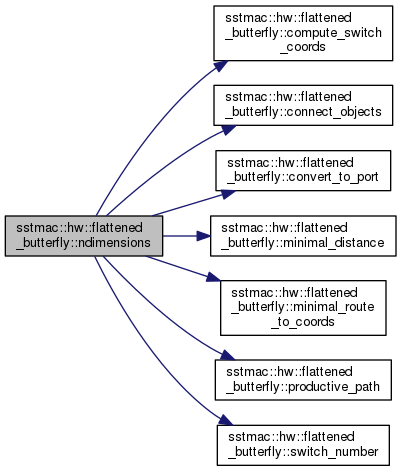 sstmac::hw::flattened
_butterfly::compute_switch
_coords
sstmac::hw::flattened
_butterfly::connect_objects
sstmac::hw::flattened
_butterfly::convert_to_port
sstmac::hw::flattened
_butterfly::ndimensions
sstmac::hw::flattened
_butterfly::minimal_distance
sstmac::hw::flattened
_butterfly::minimal_route
_to_coords
sstmac::hw::flattened
_butterfly::productive_path
sstmac::hw::flattened
_butterfly::switch_number